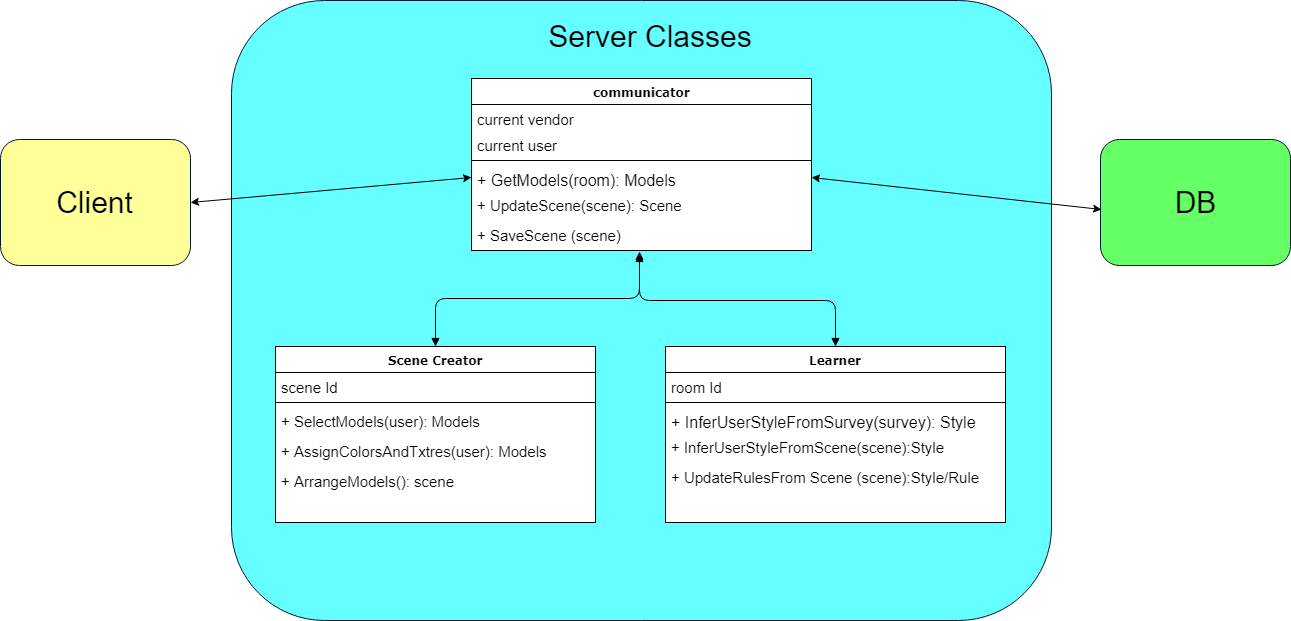 Server Classes
communicator
current vendor
current user
+ GetModels(room): Models
+ UpdateScene(scene): Scene
+ SaveScene (scene)
Client
DB
Scene Creator
scene Id
+ SelectModels(user): Models
+ AssignColorsAndTxtres(user): Models
+ ArrangeModels(): scene
Learner
room Id
+ InferUserStyleFromSurvey(survey): Style
+ InferUserStyleFromScene(scene):Style
+ UpdateRulesFrom Scene (scene):Style/Rule